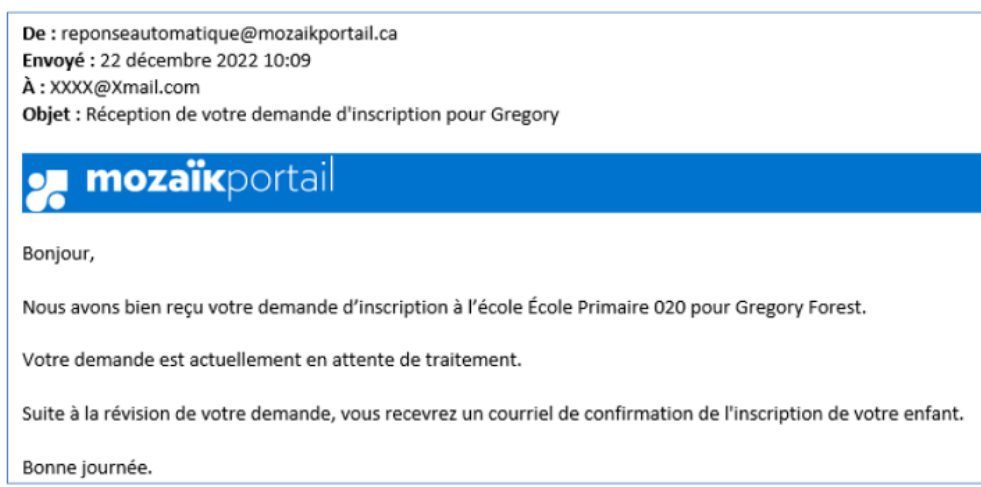 De : reponseautomatique@mozaikportail.ca
Envoyé : 22 décembre 2022 10:09
À : XXXX@Xmail.com
Objet : Réception de votre demande d'inscription pour Gregory
mozaïkportail
Bonjour,
Nous avons bien reçu votre demande d’inscription à l’école École Primaire 020 pour Gregory Forest.
Votre demande est actuellement en attente de traitement.
Suite à la révision de votre demande, vous recevrez un courriel de confirmation de l'inscription de votre enfant.
Bonne journée.